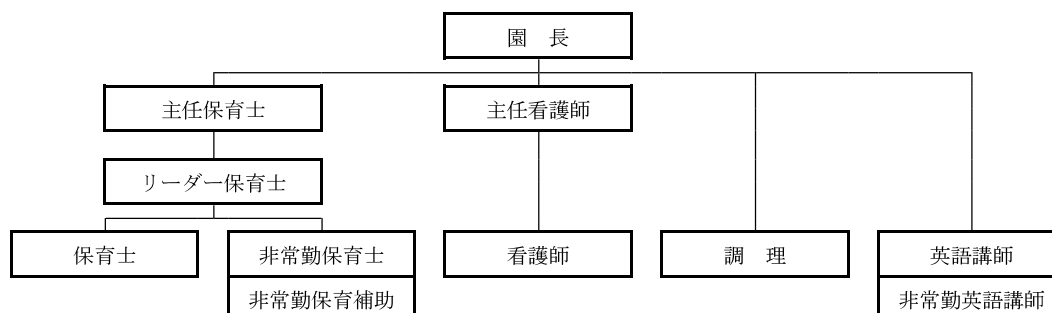 園　長
主任保育士
主任看護師
リーダー保育士
保育士
非常勤保育士
看護師
調　理
英語講師
非常勤保育補助
非常勤英語講師